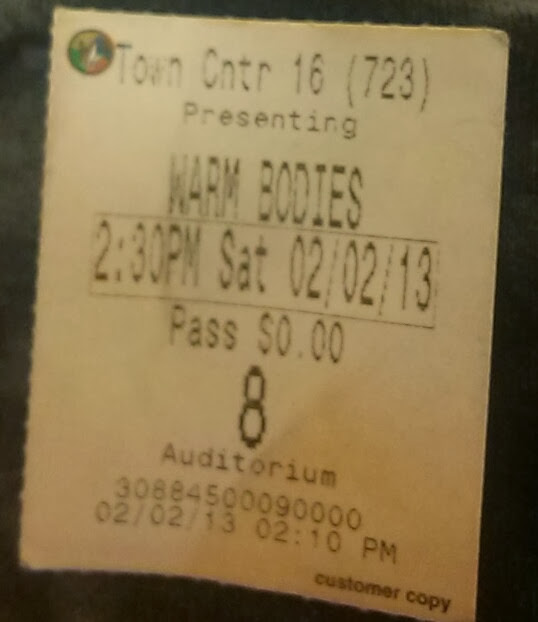 Town Cntr 16 (723)
Presenting
WARM BODIES
2:30PM Sat 02/02/13
Pass $0.00
8
Auditorium
30884500090000
02/02/13 02:10 PM
customer copy